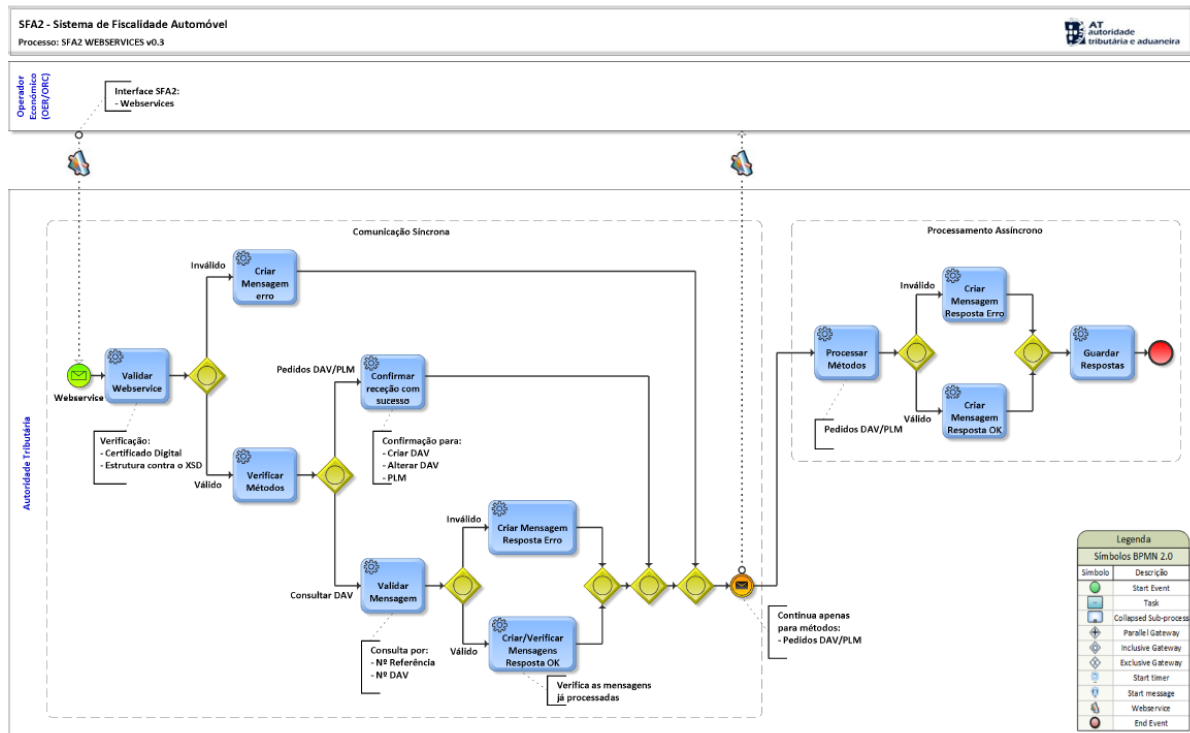 SFA2 - Sistema de Fiscalidade Automóvel
Processo: SFA2 WEBSERVICES v0.3
AT
autoridade
tributária e aduaneira
Operador
Económico
(OER/ORC)
Interface SFA2:
- Webservices
Autoridade Tributária
Comunicação Síncrona
Processamento Assíncrono
Inválido
Criar
Mensagem
erro
Webservice
Validar
Webservice
Verificação:
- Certificado Digital
- Estrutura contra o XSD
Válido
Verificar
Métodos
Pedidos DAV/PLM
Confirmar
receção com
sucesso
Confirmação para:
- Criar DAV
- Alterar DAV
- PLM
Consultar DAV
Validar
Mensagem
Consulta por:
- Nº Referência
- Nº DAV
Inválido
Criar Mensagem
Resposta Erro
Válido
Criar/Verificar
Mensagens
Resposta OK
Verifica as mensagens
já processadas
Continua apenas
para métodos:
- Pedidos DAV/PLM
Processar
Métodos
Pedidos DAV/PLM
Inválido
Criar
Mensagem
Resposta Erro
Válido
Criar
Mensagem
Resposta OK
Guardar
Respostas
Legenda
Símbolos BPMN 2.0
Símbolo Descrição
Start Event
Task
Collapsed Sub-process
Parallel Gateway
Inclusive Gateway
Exclusive Gateway
Start timer
Start message
Webservice
End Event